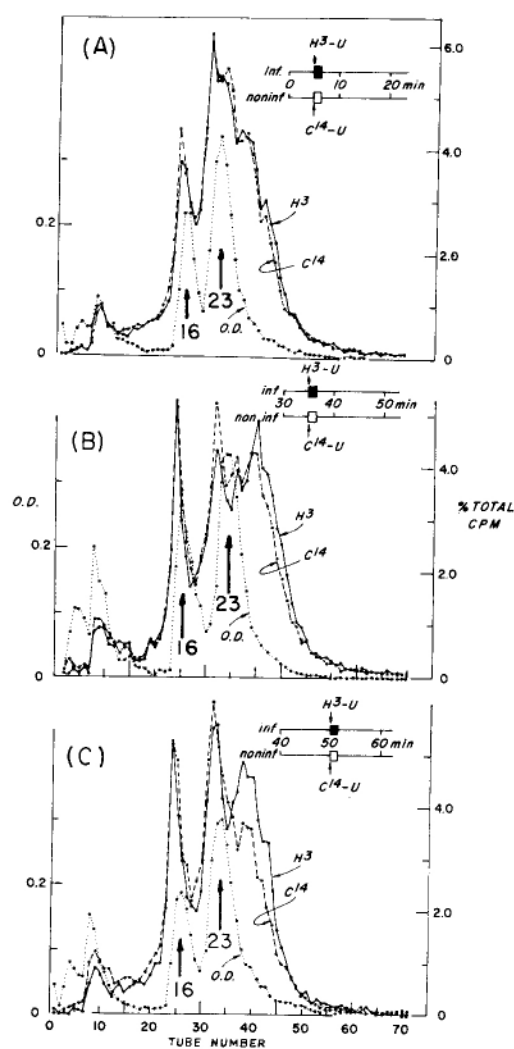 (A)
H³-U
inf.
0 10 20 min
noninf
C¹⁴-U
6.0
4.0
2.0
0
0.2
0
H³
C¹⁴
O.D.
16
23
(B)
H³-U
inf
30 40 50 min
non inf
C¹⁴-U
O.D.
% TOTAL
CPM
4.0
2.0
0
0.2
0
H³
C¹⁴
O.D.
16
23
(C)
H³-U
inf
40 50 60 min
noninf
C¹⁴-U
6.0
4.0
2.0
0
0.2
0
H³
C¹⁴
O.D.
16
23
10 20 30 40 50 60 70
TUBE NUMBER